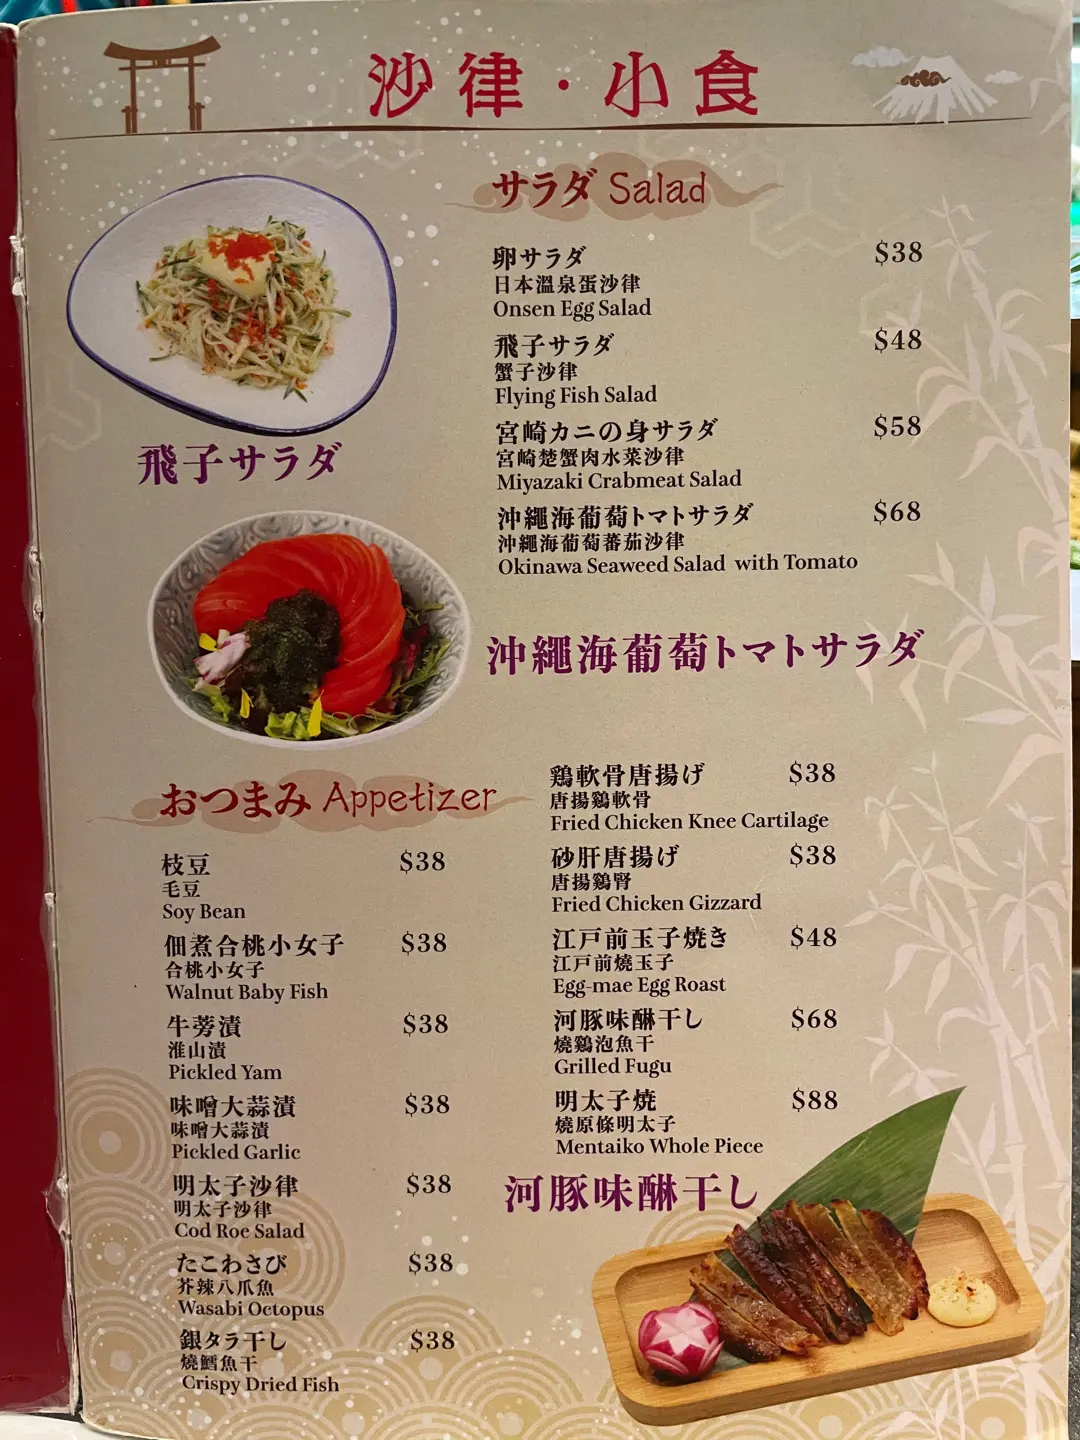 沙律・小食
サラダ Salad
卵サラダ $38
日本溫泉蛋沙律
Onsen Egg Salad
飛子サラダ $48
蟹子沙律
Flying Fish Salad
宮崎カニの身サラダ $58
宮崎楚蟹肉水菜沙律
Miyazaki Crabmeat Salad
沖繩海葡萄トマトサラダ $68
沖繩海葡萄蕃茄沙律
Okinawa Seaweed Salad with Tomato
飛子サラダ
沖繩海葡萄トマトサラダ
おつまみ Appetizer
枝豆 $38
毛豆
Soy Bean
佃煮合桃小女子 $38
合桃小女子
Walnut Baby Fish
牛蒡漬 $38
淮山漬
Pickled Yam
味噌大蒜漬 $38
味噌大蒜漬
Pickled Garlic
明太子沙律 $38
明太子沙律
Cod Roe Salad
たこわさび $38
芥辣八爪魚
Wasabi Octopus
銀タラ干し $38
燒鱈魚干
Crispy Dried Fish
鶏軟骨唐揚げ $38
唐揚鷄軟骨
Fried Chicken Knee Cartilage
砂肝唐揚げ $38
唐揚鷄腎
Fried Chicken Gizzard
江戸前玉子焼き $48
江戸前燒玉子
Egg-mae Egg Roast
河豚味醂干し $68
燒鷄泡魚干
Grilled Fugu
明太子焼 $88
燒原條明太子
Mentaiko Whole Piece
河豚味醂干し